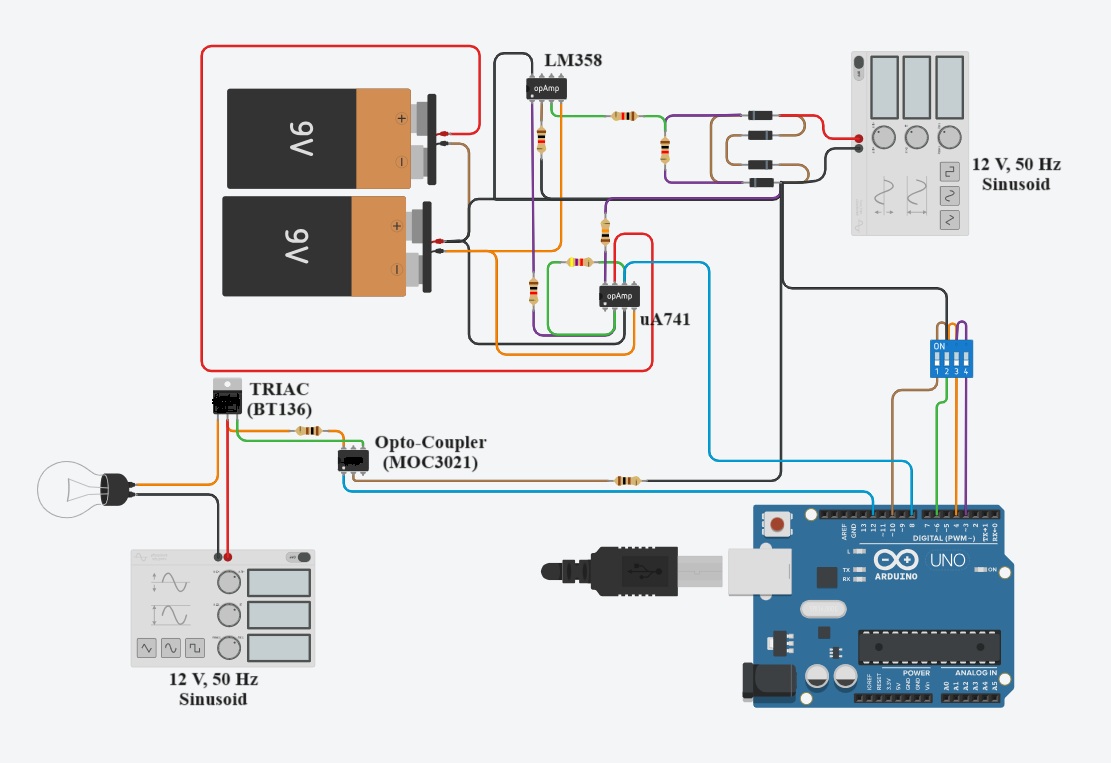 LM358
opAmp
9V
12 V, 50 Hz
Sinusoid
9V
opAmp
uA741
ON
1 2 3 4
TRIAC
(BT136)
Opto-Coupler
(MOC3021)
AREF
GND
13
12
~11
~10
~9
8
7
~6
~5
4
~3
2
TX→1
RX←0
DIGITAL (PWM~)
L
TX
RX
ARDUINO
UNO
ON
12 V, 50 Hz
Sinusoid
POWER
ANALOG IN
IOREF
RESET
3.3V
5V
GND
GND
Vin
A0
A1
A2
A3
A4
A5